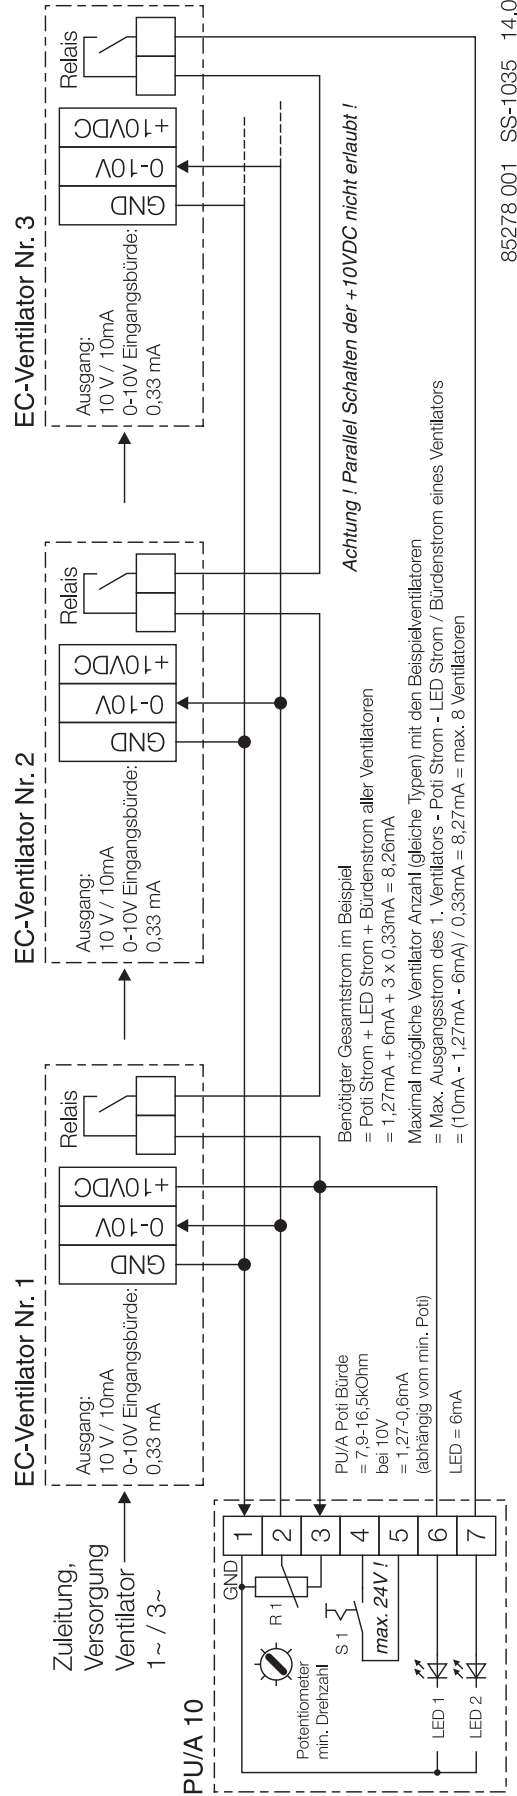 EC-Ventilator Nr. 1
Ausgang:
10 V / 10mA
0-10V Eingangsbürde:
0,33 mA
GND
0-10V
+10VDC
Relais
EC-Ventilator Nr. 2
Ausgang:
10 V / 10mA
0-10V Eingangsbürde:
0,33 mA
GND
0-10V
+10VDC
Relais
EC-Ventilator Nr. 3
Ausgang:
10 V / 10mA
0-10V Eingangsbürde:
0,33 mA
GND
0-10V
+10VDC
Relais
Zuleitung,
Versorgung
Ventilator
1~ / 3~
PU/A 10
GND
1
2
3
4
5
6
7
R 1
Potentiometer
min. Drehzahl
S 1
max. 24V !
LED 1
LED 2
PU/A Poti Bürde
= 7,9-16,5kOhm
bei 10V
= 1,27-0,6mA
(abhängig vom min. Poti)
LED = 6mA
Benötigter Gesamtstrom im Beispiel
= Poti Strom + LED Strom + Bürdenstrom aller Ventilatoren
= 1,27mA + 6mA + 3 x 0,33mA = 8,26mA
Maximal mögliche Ventilator Anzahl (gleiche Typen) mit den Beispielventilatoren
= Max. Ausgangsstrom des 1. Ventilators - Poti Strom - LED Strom / Bürdenstrom eines Ventilators
= (10mA - 1,27mA - 6mA) / 0,33mA = 8,27mA = max. 8 Ventilatoren
Achtung ! Parallel Schalten der +10VDC nicht erlaubt !
85278 001 SS-1035 14.0